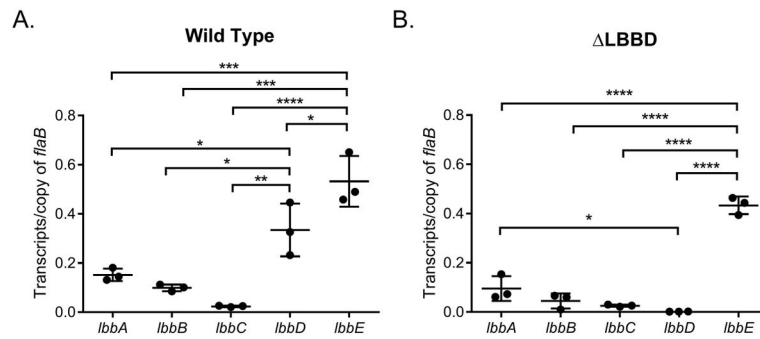 A.
Wild Type
***
***
****
*
*
*
**
Transcripts/copy of flaB
0.8
0.6
0.4
0.2
0.0
lbbA lbbB lbbC lbbD lbbE
B.
ΔLBBD
****
****
****
****
*
Transcripts/copy of flaB
0.8
0.6
0.4
0.2
0.0
lbbA lbbB lbbC lbbD lbbE